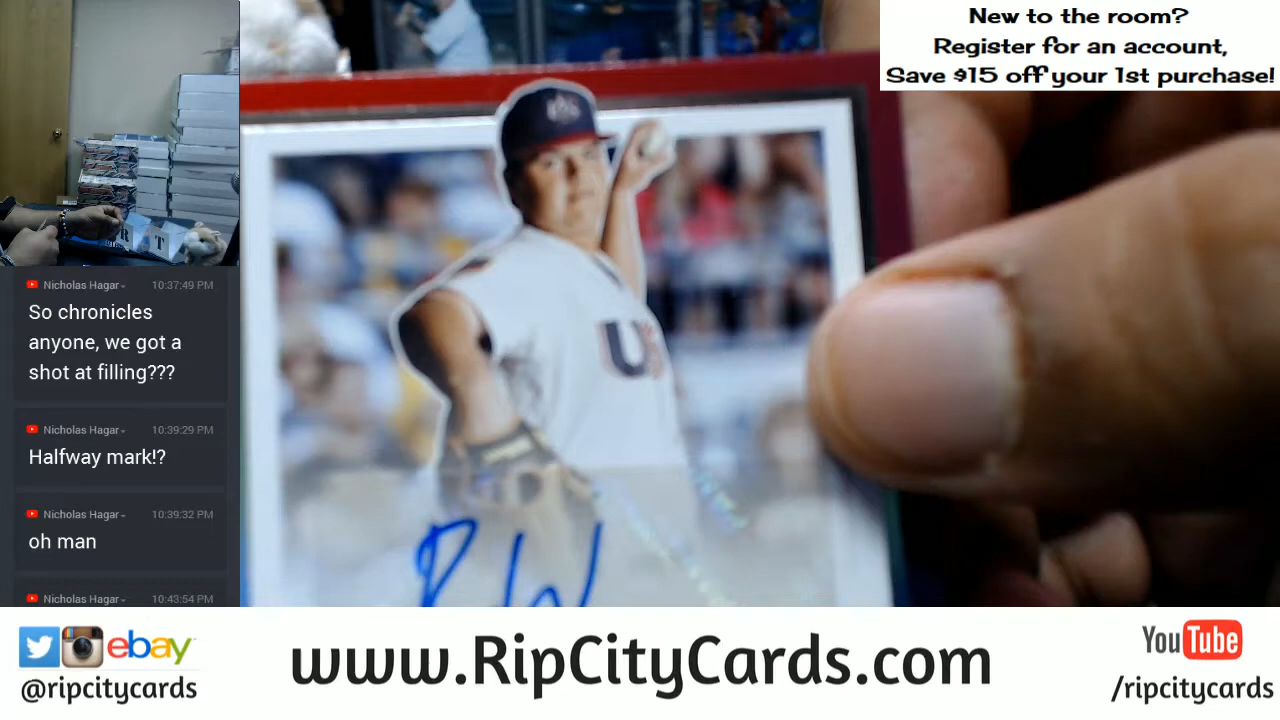 New to the room?
Register for an account,
Save $15 off your 1st purchase!
R T
Nicholas Hagar 10:37:49 PM
So chronicles
anyone, we got a
shot at filling???
Nicholas Hagar 10:39:29 PM
Halfway mark!?
Nicholas Hagar 10:39:32 PM
oh man
Nicholas Hagar 10:43:54 PM
U
ebay
@ripcitycards
www.RipCityCards.com
YouTube
/ripcitycards